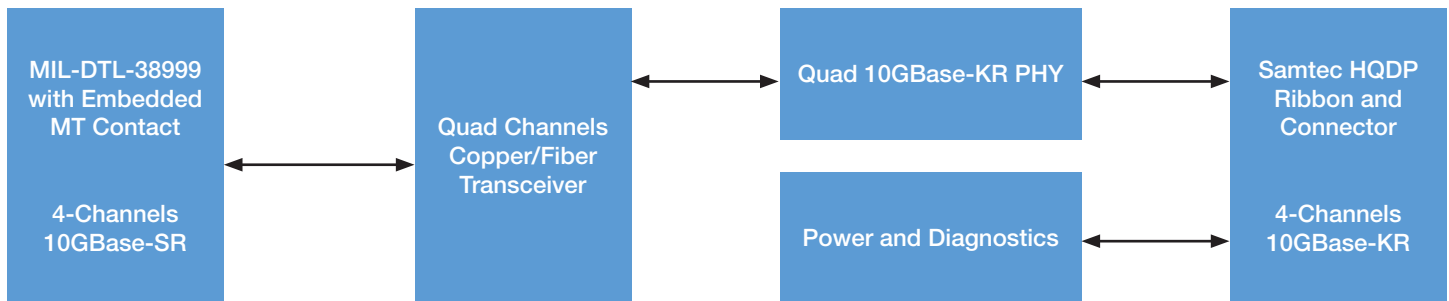 MIL-DTL-38999
with Embedded
MT Contact
4-Channels
10GBase-SR
Quad Channels
Copper/Fiber
Transceiver
Quad 10GBase-KR PHY
Power and Diagnostics
Samtec HQDP
Ribbon and
Connector
4-Channels
10GBase-KR